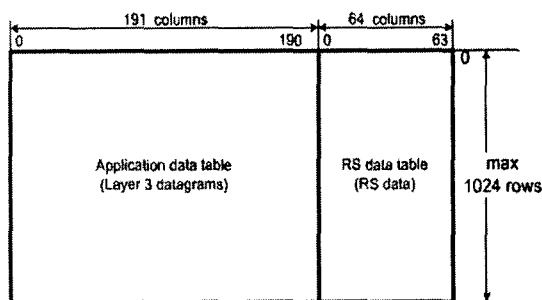 191 columns
64 columns
0
190
0
63
0
Application data table
(Layer 3 datagrams)
RS data table
(RS data)
max
1024 rows